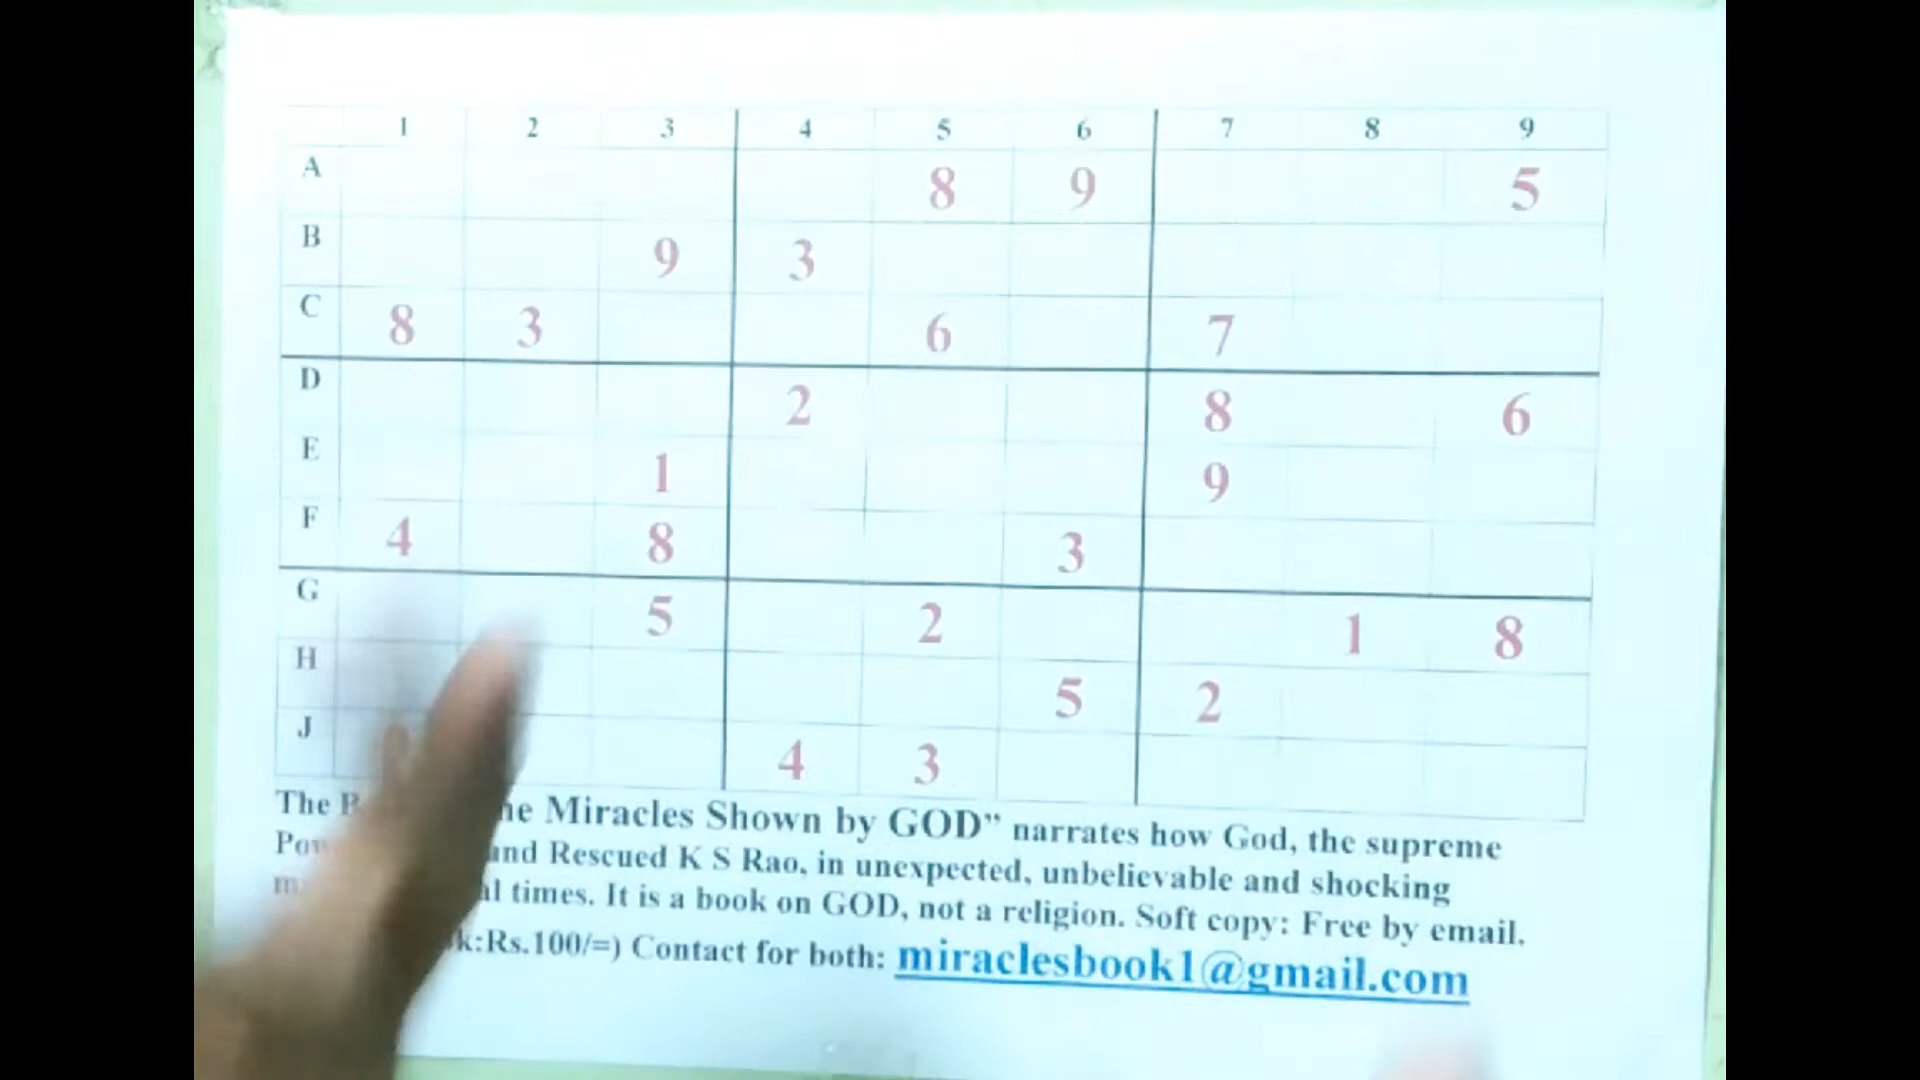 1 2 3 4 5 6 7 8 9
A 8 9 5
B 9 3
C 8 3 6 7
D 2 8 6
E 1 9
F 4 8 3
G 5 2 1 8
H 5 2
J 4 3
The Miracles Shown by GOD” narrates how God, the supreme
and Rescued K S Rao, in unexpected, unbelievable and shocking
times. It is a book on GOD, not a religion. Soft copy: Free by email.
:Rs.100/=) Contact for both: miraclesbook1@gmail.com